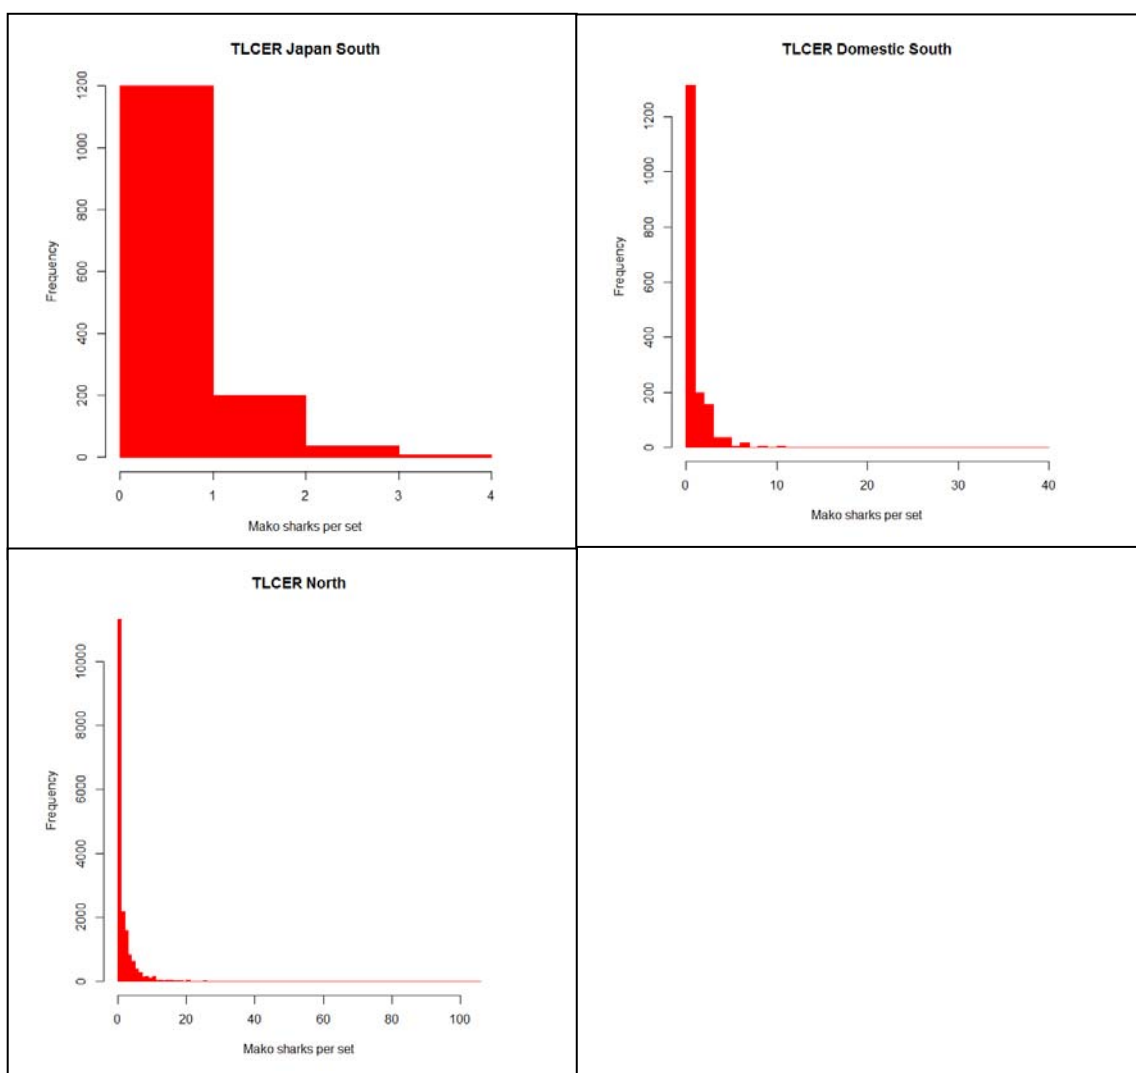 TLCER Japan South
1200
1000
800
600
400
200
0
Frequency
0 1 2 3 4
Mako sharks per set
TLCER Domestic South
1200
1000
800
600
400
200
0
Frequency
0 10 20 30 40
Mako sharks per set
TLCER North
10000
8000
6000
4000
2000
0
Frequency
0 20 40 60 80 100
Mako sharks per set